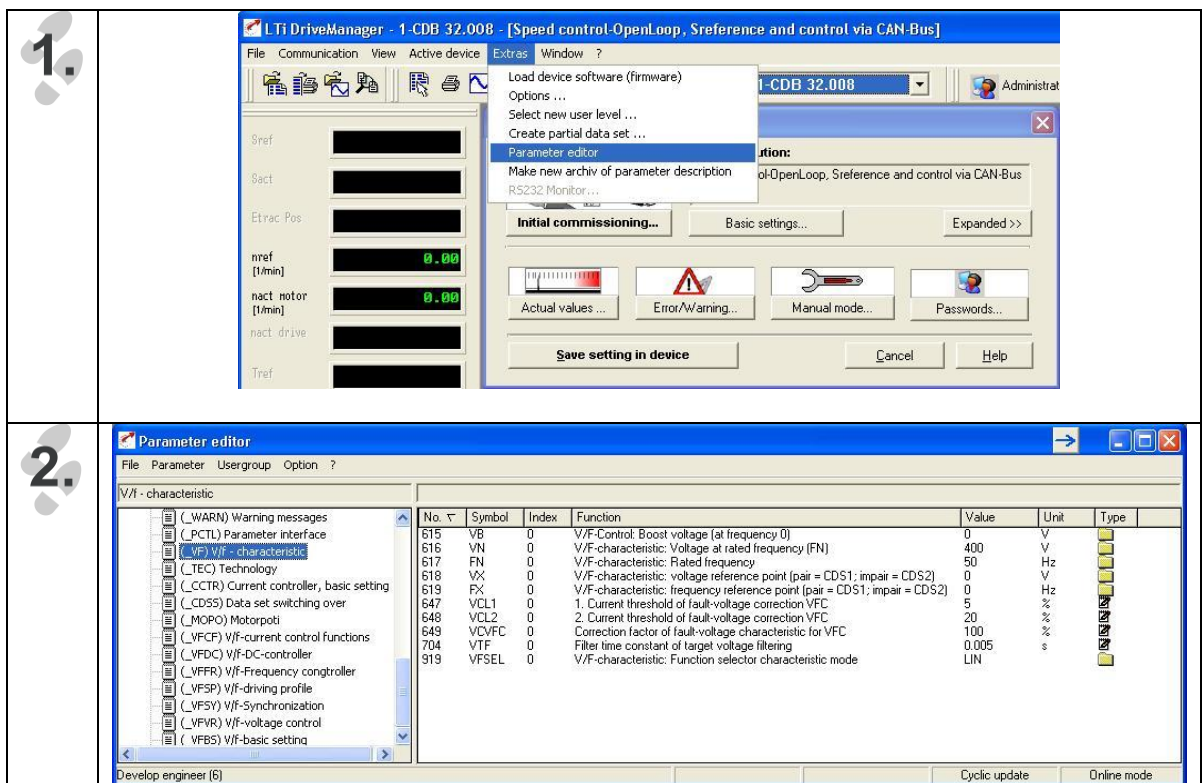 1.
LTi DriveManager - 1-CDB 32.008 - [Speed control-OpenLoop, Sreference and control via CAN-Bus]
File Communication View Active device Extras Window ?
Load device software (firmware)
Options ...
Select new user level ...
Create partial data set ...
Parameter editor
Make new archiv of parameter description
RS232 Monitor...
1-CDB 32.008
Administrat
ution:
ol-OpenLoop, Sreference and control via CAN-Bus
Initial commissioning... Basic settings... Expanded >>
Actual values ... Error/Warning... Manual mode... Passwords...
Save setting in device Cancel Help
Sref
Sact
Etrac Pos
nref
[1/min]
0.00
nact motor
[1/min]
0.00
nact drive
Tref
2.
Parameter editor
File Parameter Usergroup Option ?
V/f - characteristic
(_WARN) Warning messages
(_PCTL) Parameter interface
(_VF) V/f - characteristic
(_TEC) Technology
(_CCTR) Current controller, basic setting
(_CDSS) Data set switching over
(_MOPO) Motorpoti
(_VFCF) V/f-current control functions
(_VFDC) V/f-DC-controller
(_VFFR) V/f-Frequency congtroller
(_VFSP) V/f-driving profile
(_VFSY) V/f-Synchronization
(_VFVR) V/f-voltage control
(_VFBS) V/f-basic setting
No. Symbol Index Function Value Unit Type
615 VB 0 V/F-Control: Boost voltage (at frequency 0) 0 V
616 VN 0 V/F-characteristic: Voltage at rated frequency (FN) 400 V
617 FN 0 V/F-characteristic: Rated frequency 50 Hz
618 VX 0 V/F-characteristic: voltage reference point (pair = CDS1; impair = CDS2) 0 V
619 FX 0 V/F-characteristic: frequency reference point (pair = CDS1; impair = CDS2) 0 Hz
647 VCL1 0 1. Current threshold of fault-voltage correction VFC 5 %
648 VCL2 0 2. Current threshold of fault-voltage correction VFC 20 %
649 VCVFC 0 Correction factor of fault-voltage characteristic for VFC 100 %
704 VTF 0 Filter time constant of target voltage filtering 0.005 s
919 VFSEL 0 V/F-characteristic: Function selector characteristic mode LIN
Develop engineer (6) Cyclic update Online mode